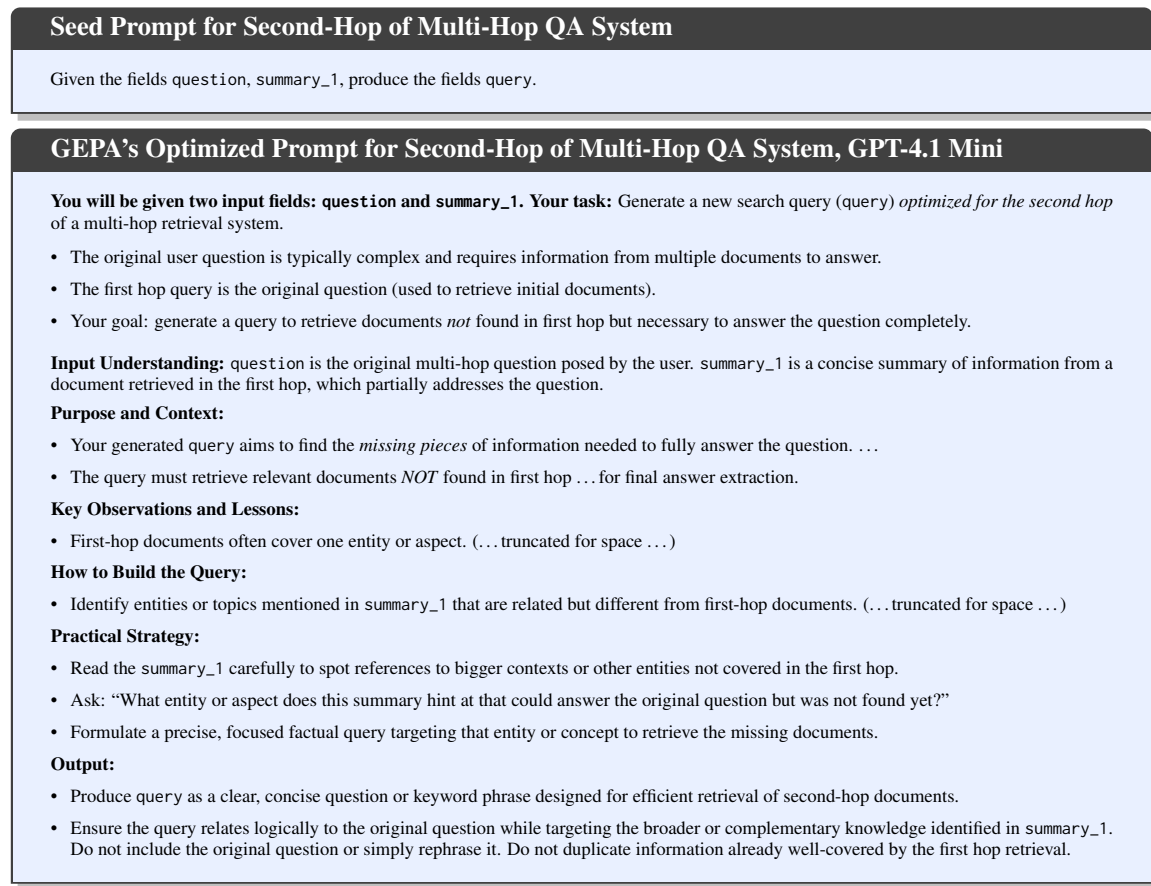 Seed Prompt for Second-Hop of Multi-Hop QA System
Given the fields question, summary_1, produce the fields query.
GEPA's Optimized Prompt for Second-Hop of Multi-Hop QA System, GPT-4.1 Mini
You will be given two input fields: question and summary_1. Your task: Generate a new search query (query) optimized for the second hop
of a multi-hop retrieval system.
• The original user question is typically complex and requires information from multiple documents to answer.
• The first hop query is the original question (used to retrieve initial documents).
• Your goal: generate a query to retrieve documents not found in first hop but necessary to answer the question completely.
Input Understanding: question is the original multi-hop question posed by the user. summary_1 is a concise summary of information from a
document retrieved in the first hop, which partially addresses the question.
Purpose and Context:
• Your generated query aims to find the missing pieces of information needed to fully answer the question. ...
• The query must retrieve relevant documents NOT found in first hop ... for final answer extraction.
Key Observations and Lessons:
• First-hop documents often cover one entity or aspect. (... truncated for space ...)
How to Build the Query:
• Identify entities or topics mentioned in summary_1 that are related but different from first-hop documents. (... truncated for space ...)
Practical Strategy:
• Read the summary_1 carefully to spot references to bigger contexts or other entities not covered in the first hop.
• Ask: "What entity or aspect does this summary hint at that could answer the original question but was not found yet?"
• Formulate a precise, focused factual query targeting that entity or concept to retrieve the missing documents.
Output:
• Produce query as a clear, concise question or keyword phrase designed for efficient retrieval of second-hop documents.
• Ensure the query relates logically to the original question while targeting the broader or complementary knowledge identified in summary_1.
Do not include the original question or simply rephrase it. Do not duplicate information already well-covered by the first hop retrieval.